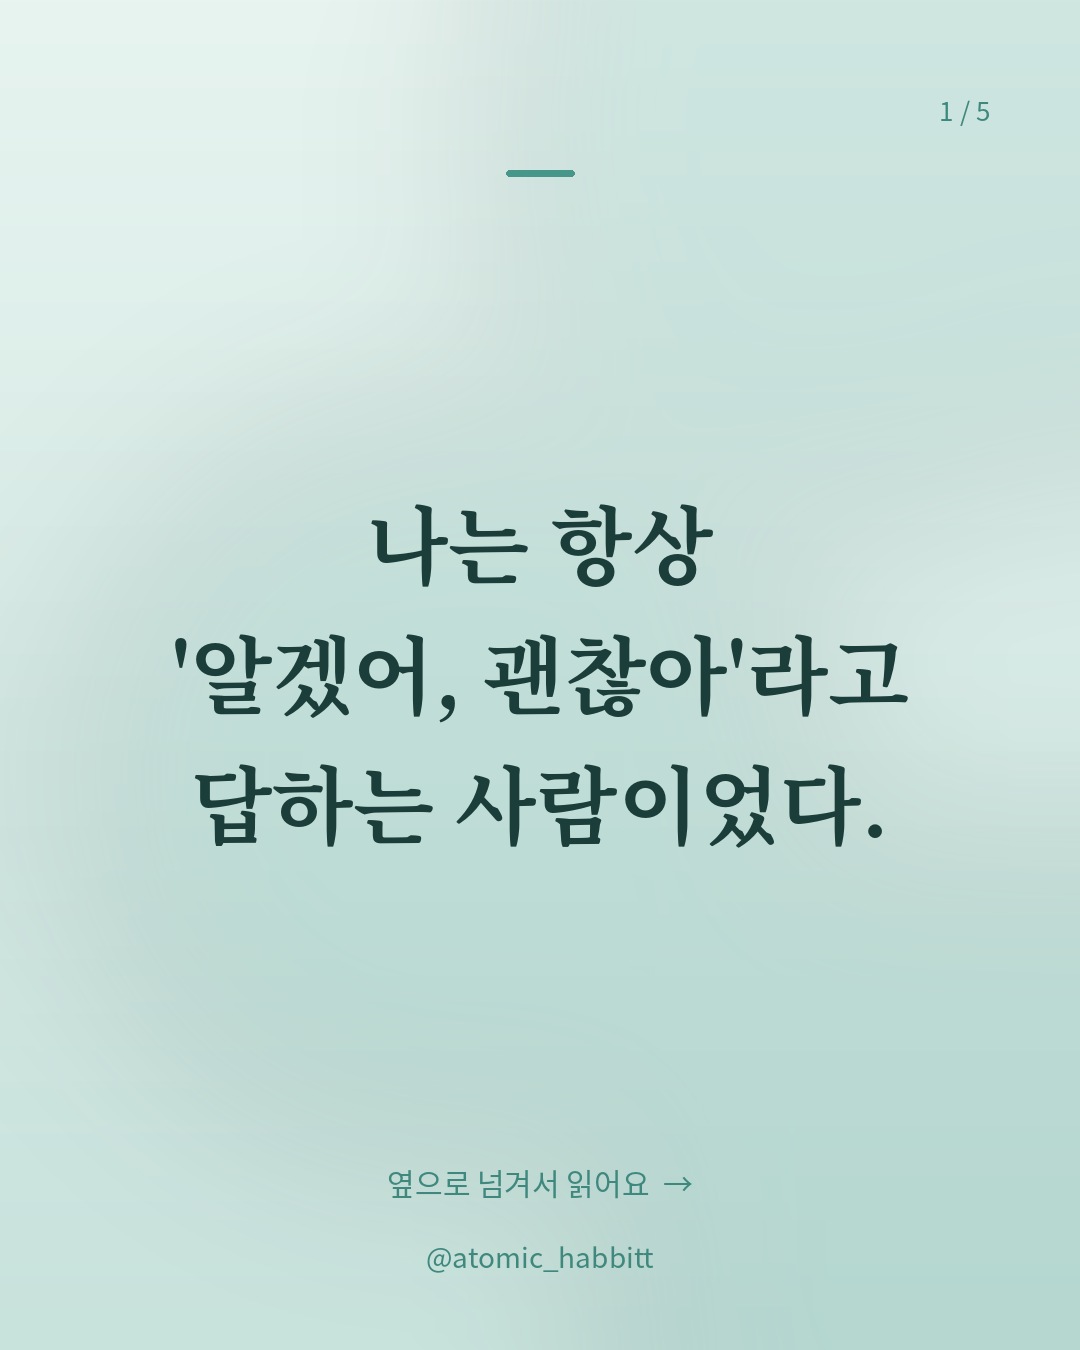 1 / 5
나는 항상
'알겠어, 괜찮아'라고
답하는 사람이었다.
옆으로 넘겨서 읽어요 →
@atomic_habbitt